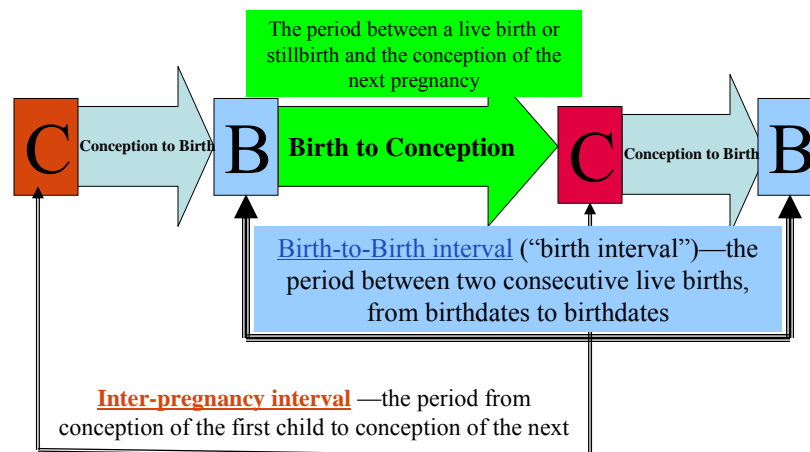 The period between a live birth or
stillbirth and the conception of the
next pregnancy
C
Conception to Birth
B
Birth to Conception
C
Conception to Birth
B
Birth-to-Birth interval (“birth interval”)—the
period between two consecutive live births,
from birthdates to birthdates
Inter-pregnancy interval —the period from
conception of the first child to conception of the next